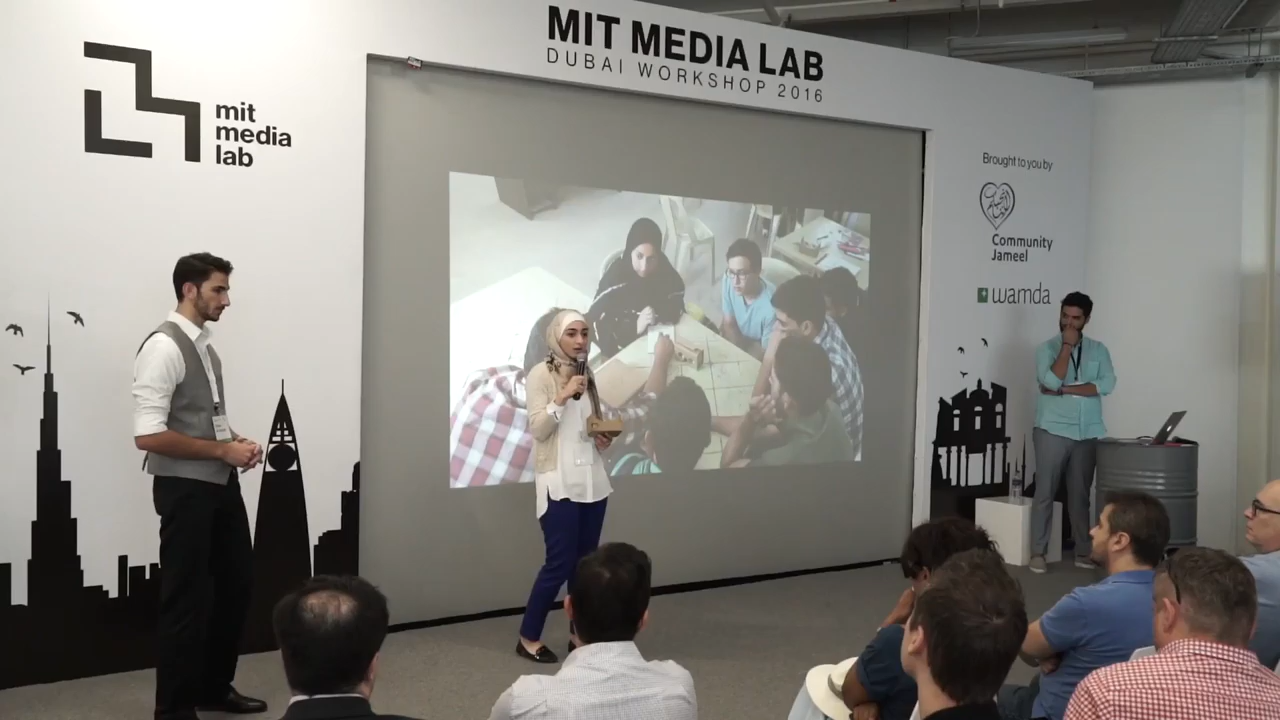 MIT MEDIA LAB
DUBAI WORKSHOP 2016
mit
media
lab
Brought to you by
Community
Jameel
wamda